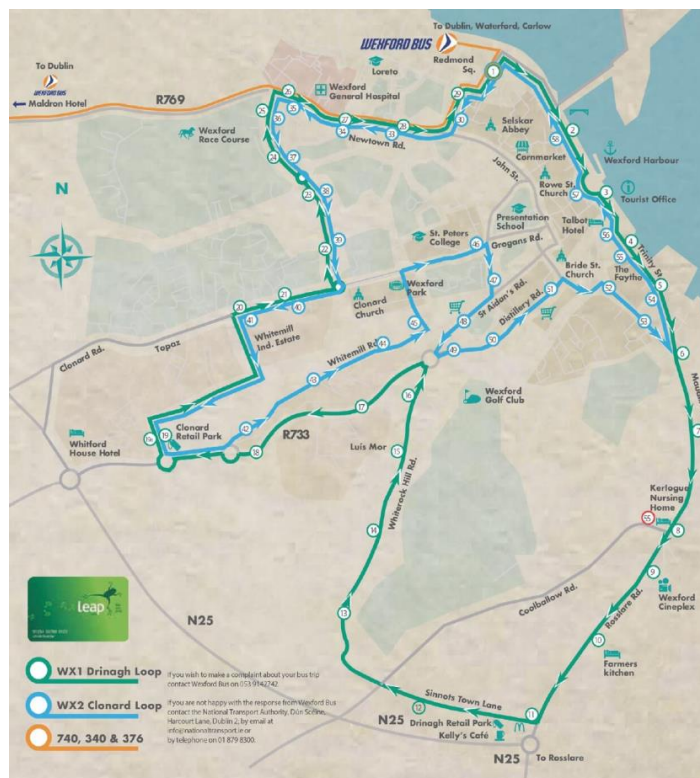 To Dublin, Waterford, Carlow
WEXFORD BUS
Redmond
Sq.
To Dublin
WEXFORD BUS
Maldron Hotel
R769
Loreto
Wexford
General Hospital
Wexford
Race Course
Newtown Rd.
Selskar
Abbey
Cornmarket
Wexford Harbour
John St.
Rowe St.
Church
Tourist Office
Presentation
School
Talbot
Hotel
N
St. Peters
College
Grogans Rd.
Trinity St.
Bride St.
Church
The
Faythe
Wexford
Park
Clonard
Church
St Aidan's Rd.
Distillery Rd.
Whitemill
Ind. Estate
Whitemill Rd.
Clonard Rd.
Topaz
Wexford
Golf Club
Clonard
Retail Park
Whitford
House Hotel
R733
Luis Mor
Whiterock Hill Rd.
Kerlogue
Nursing
Home
Wexford
Cineplex
Rosslare Rd.
Coolballow Rd.
Farmers
kitchen
N25
Sinnots Town Lane
N25
Drinagh Retail Park
Kelly's Café
N25
To Rosslare
leap
WX1 Drinagh Loop
WX2 Clonard Loop
740, 340 & 376
If you wish to make a complaint about your bus trip
contact Wexford Bus on 053 9142742
If you are not happy with the response from Wexford Bus
contact the National Transport Authority, Dún Scéine,
Harcourt Lane, Dublin 2, by email at
info@nationaltransport.ie or
by telephone on 01 879 8300.